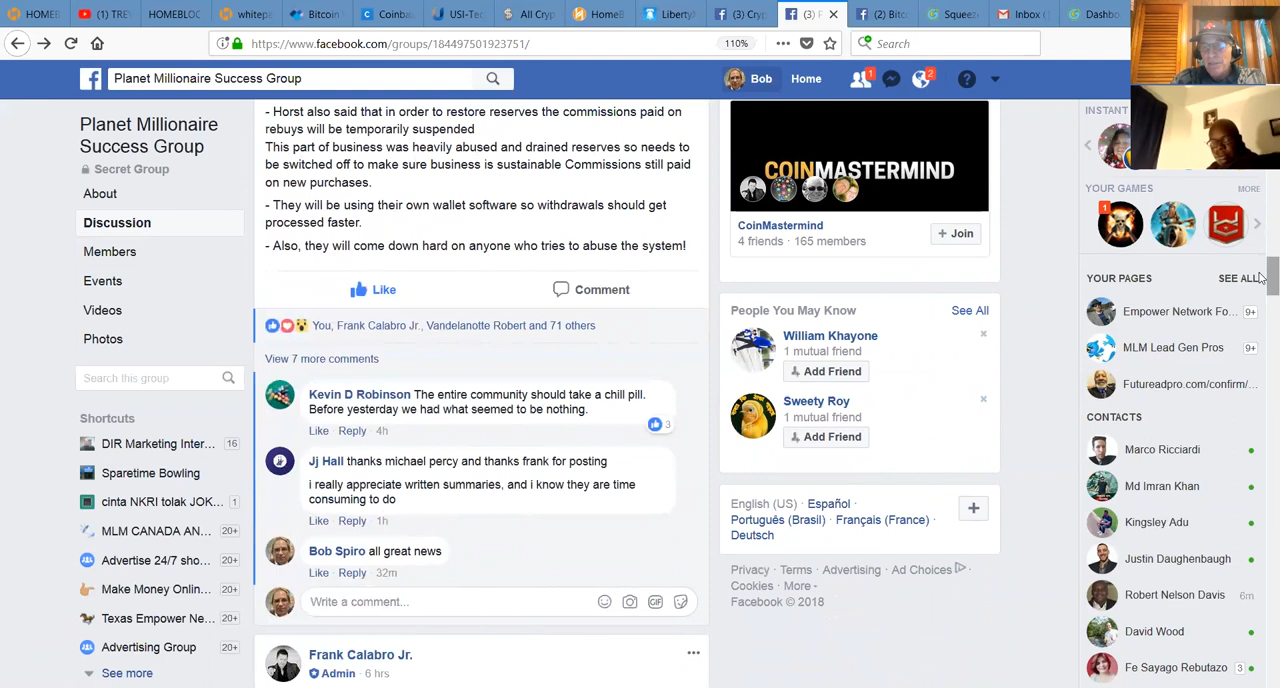 HOMEB
(1) TREV
HOMEBLOC
whitepa
Bitcoin
Coinba
USI-Tec
All Cryp
HomeB
LibertyX
(3) Cryp
(3) P
(2) Bitc
Squeez
Inbox (1
Dashbo
https://www.facebook.com/groups/184497501923751/
110%
Search
Planet Millionaire Success Group
Bob
Home
1
2
Planet Millionaire
Success Group
Secret Group
About
Discussion
Members
Events
Videos
Photos
Search this group
Shortcuts
DIR Marketing Inter... 16
Sparetime Bowling
cinta NKRI tolak JOK... 1
MLM CANADA AN... 20+
Advertise 24/7 sho... 20+
Make Money Onlin... 20+
Texas Empower Ne... 20+
Advertising Group 20+
See more
- Horst also said that in order to restore reserves the commissions paid on
rebuys will be temporarily suspended
This part of business was heavily abused and drained reserves so needs to
be switched off to make sure business is sustainable Commissions still paid
on new purchases.
- They will be using their own wallet software so withdrawals should get
processed faster.
- Also, they will come down hard on anyone who tries to abuse the system!
Like
Comment
You, Frank Calabro Jr., Vandelanotte Robert and 71 others
View 7 more comments
Kevin D Robinson The entire community should take a chill pill.
Before yesterday we had what seemed to be nothing.
3
Like · Reply · 4h
Jj Hall thanks michael percy and thanks frank for posting
i really appreciate written summaries, and i know they are time
consuming to do
Like · Reply · 1h
Bob Spiro all great news
Like · Reply · 32m
Write a comment...
GIF
Frank Calabro Jr.
Admin · 6 hrs
COINMASTERMIND
CoinMastermind
4 friends · 165 members
+ Join
People You May Know
See All
William Khayone
1 mutual friend
Add Friend
Sweety Roy
1 mutual friend
Add Friend
English (US) · Español ·
Português (Brasil) · Français (France) ·
Deutsch
Privacy · Terms · Advertising · Ad Choices ·
Cookies · More
Facebook © 2018
INSTANT
YOUR GAMES
MORE
1
YOUR PAGES
SEE ALL
Empower Network Fo... 9+
MLM Lead Gen Pros 9+
Futureadpro.com/confirm/...
CONTACTS
Marco Ricciardi
Md Imran Khan
Kingsley Adu
Justin Daughenbaugh
Robert Nelson Davis 6m
David Wood
Fe Sayago Rebutazo 3